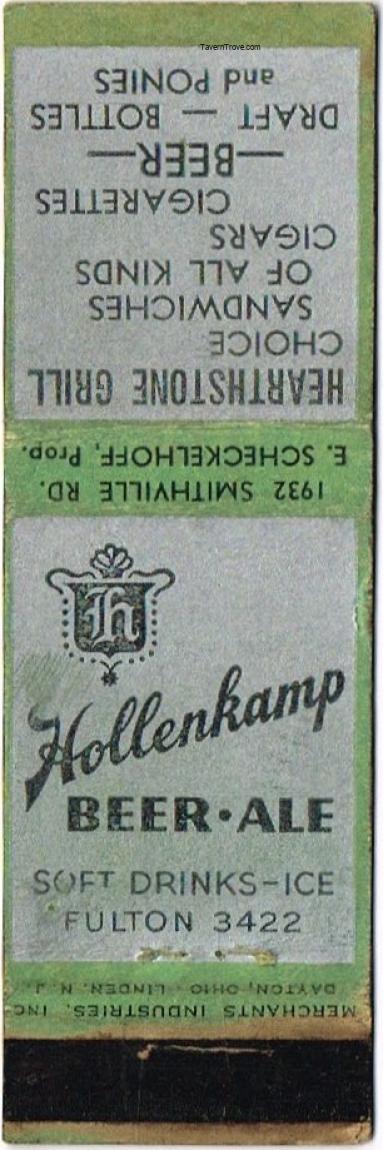 TavernTrove.com
HEARTHSTONE GRILL
CHOICE
SANDWICHES
OF ALL KINDS
CIGARS
CIGARETTES
—BEER—
DRAFT — BOTTLES
and PONIES
1932 SMITHVILLE RD.
E. SCHECKELHOFF, Prop.
H
Hollenkamp
BEER•ALE
SOFT DRINKS-ICE
FULTON 3422
MERCHANTS INDUSTRIES, INC.
DAYTON, OHIO - LINDEN, N. J.